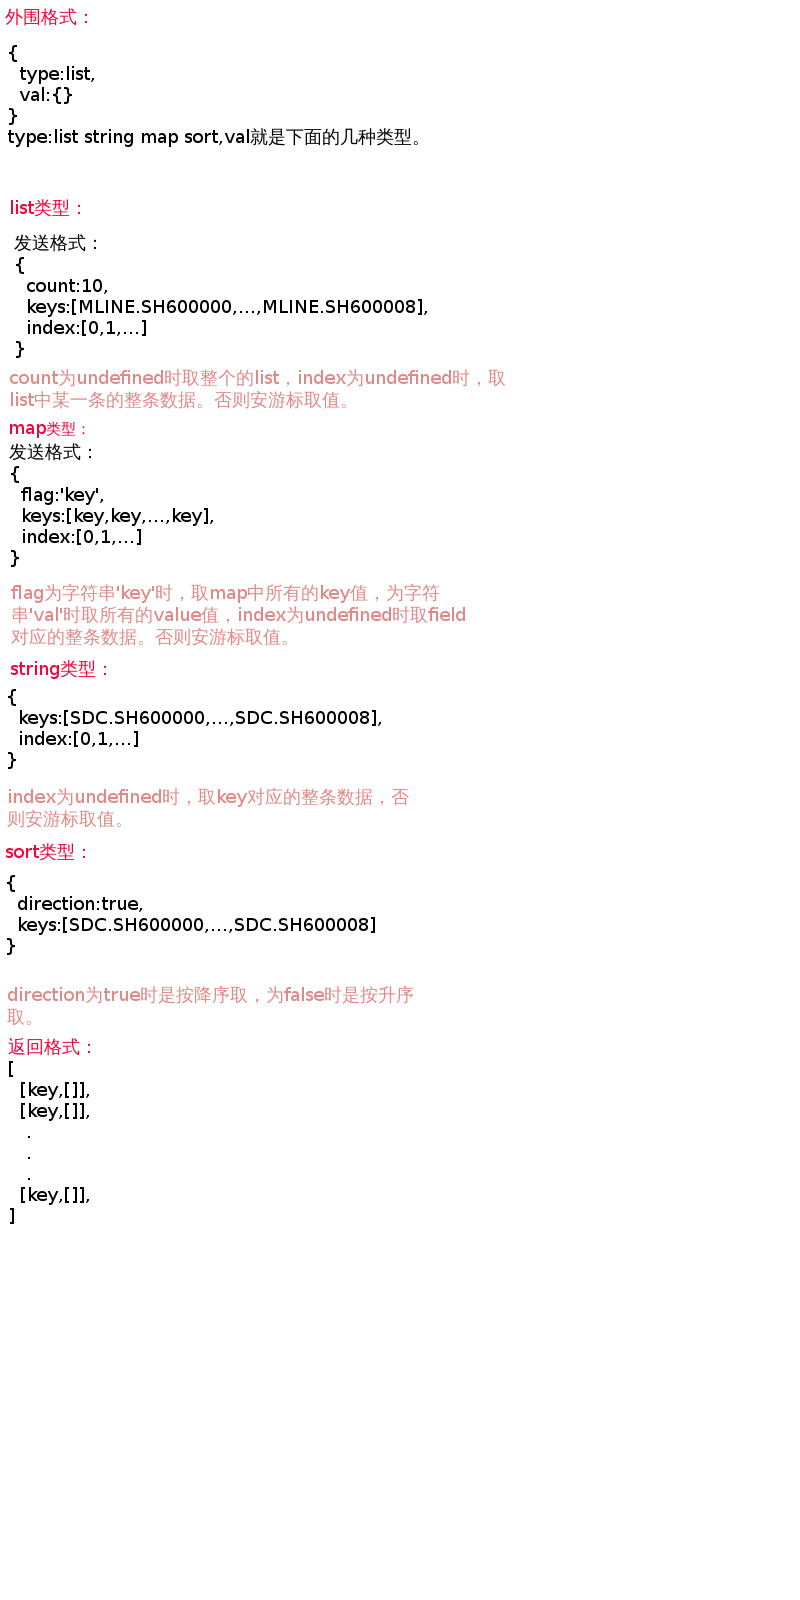 外围格式：
{
type:list,
val:{}
}
type:list string map sort,val就是下面的几种类型。
list类型：
发送格式：
{
count:10,
keys:[MLINE.SH600000,...,MLINE.SH600008],
index:[0,1,...]
}
count为undefined时取整个的list，index为undefined时，取
list中某一条的整条数据。否则安游标取值。
map类型：
发送格式：
{
flag:'key',
keys:[key,key,...,key],
index:[0,1,...]
}
flag为字符串'key'时，取map中所有的key值，为字符
串'val'时取所有的value值，index为undefined时取field
对应的整条数据。否则安游标取值。
string类型：
{
keys:[SDC.SH600000,...,SDC.SH600008],
index:[0,1,...]
}
index为undefined时，取key对应的整条数据，否
则安游标取值。
sort类型：
{
direction:true,
keys:[SDC.SH600000,...,SDC.SH600008]
}
direction为true时是按降序取，为false时是按升序
取。
返回格式：
[
[key,[]],
[key,[]],
.
.
.
[key,[]],
]